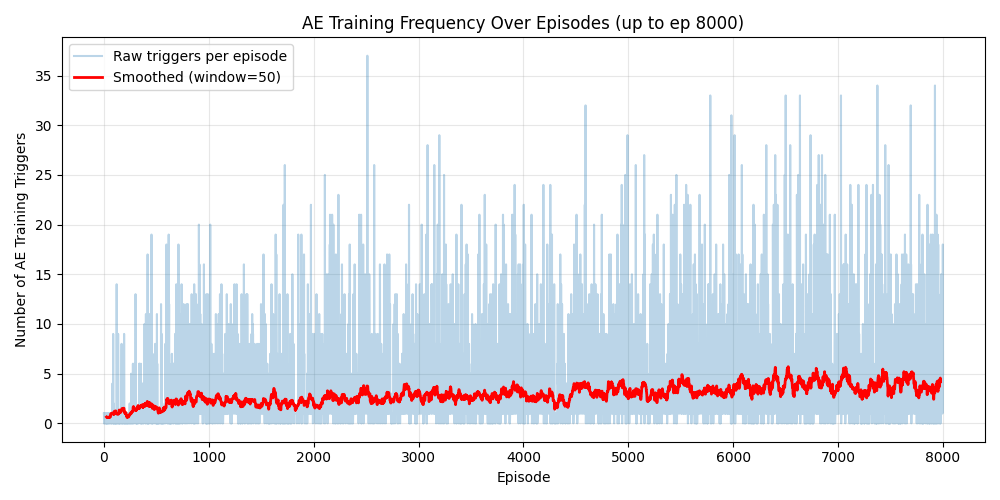 AE Training Frequency Over Episodes (up to ep 8000)
Raw triggers per episode
Smoothed (window=50)
Number of AE Training Triggers
35
30
25
20
15
10
5
0
0 1000 2000 3000 4000 5000 6000 7000 8000
Episode